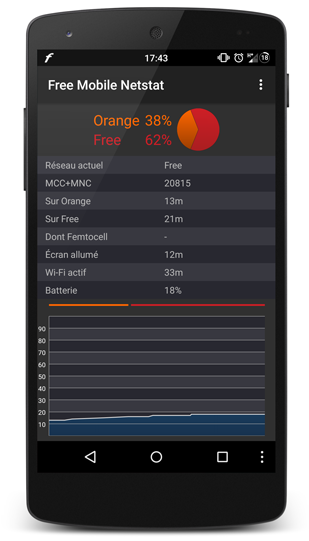 17:43
18
Free Mobile Netstat
Orange 38%
Free 62%
Réseau actuel Free
MCC+MNC 20815
Sur Orange 13m
Sur Free 21m
Dont Femtocell -
Écran allumé 12m
Wi-Fi actif 33m
Batterie 18%
90
80
70
60
50
40
30
20
10